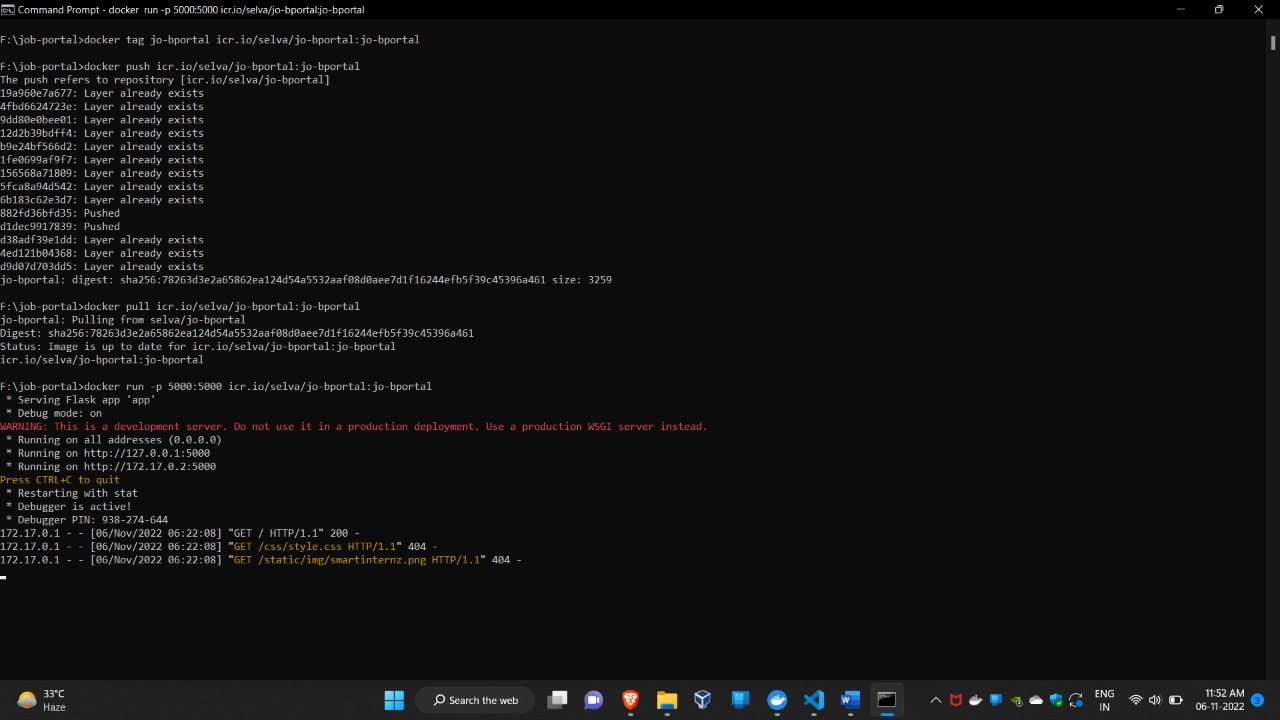 Command Prompt - docker  run -p 5000:5000 icr.io/selva/jo-bportal:jo-bportal
F:\job-portal>docker tag jo-bportal icr.io/selva/jo-bportal:jo-bportal
F:\job-portal>docker push icr.io/selva/jo-bportal:jo-bportal
The push refers to repository [icr.io/selva/jo-bportal]
19a960e7a677: Layer already exists
4fbd6624723e: Layer already exists
9dd80e0bee01: Layer already exists
12d2b39bdff4: Layer already exists
b9e24bf566d2: Layer already exists
1fe0699af9f7: Layer already exists
156568a71809: Layer already exists
5fca8a94d542: Layer already exists
6b183c62e3d7: Layer already exists
882fd36bfd35: Pushed
d1dec9917839: Pushed
d38adf39e1dd: Layer already exists
4ed121b04368: Layer already exists
d9d07d703dd5: Layer already exists
jo-bportal: digest: sha256:78263d3e2a65862ea124d54a5532aaf08d0aee7d1f16244efb5f39c45396a461 size: 3259
F:\job-portal>docker pull icr.io/selva/jo-bportal:jo-bportal
jo-bportal: Pulling from selva/jo-bportal
Digest: sha256:78263d3e2a65862ea124d54a5532aaf08d0aee7d1f16244efb5f39c45396a461
Status: Image is up to date for icr.io/selva/jo-bportal:jo-bportal
icr.io/selva/jo-bportal:jo-bportal
F:\job-portal>docker run -p 5000:5000 icr.io/selva/jo-bportal:jo-bportal
 * Serving Flask app 'app'
 * Debug mode: on
WARNING: This is a development server. Do not use it in a production deployment. Use a production WSGI server instead.
 * Running on all addresses (0.0.0.0)
 * Running on http://127.0.0.1:5000
 * Running on http://172.17.0.2:5000
Press CTRL+C to quit
 * Restarting with stat
 * Debugger is active!
 * Debugger PIN: 938-274-644
172.17.0.1 - - [06/Nov/2022 06:22:08] "GET / HTTP/1.1" 200 -
172.17.0.1 - - [06/Nov/2022 06:22:08] "GET /css/style.css HTTP/1.1" 404 -
172.17.0.1 - - [06/Nov/2022 06:22:08] "GET /static/img/smartinternz.png HTTP/1.1" 404 -
33°C
Haze
Search the web
ENG
IN
11:52 AM
06-11-2022
3